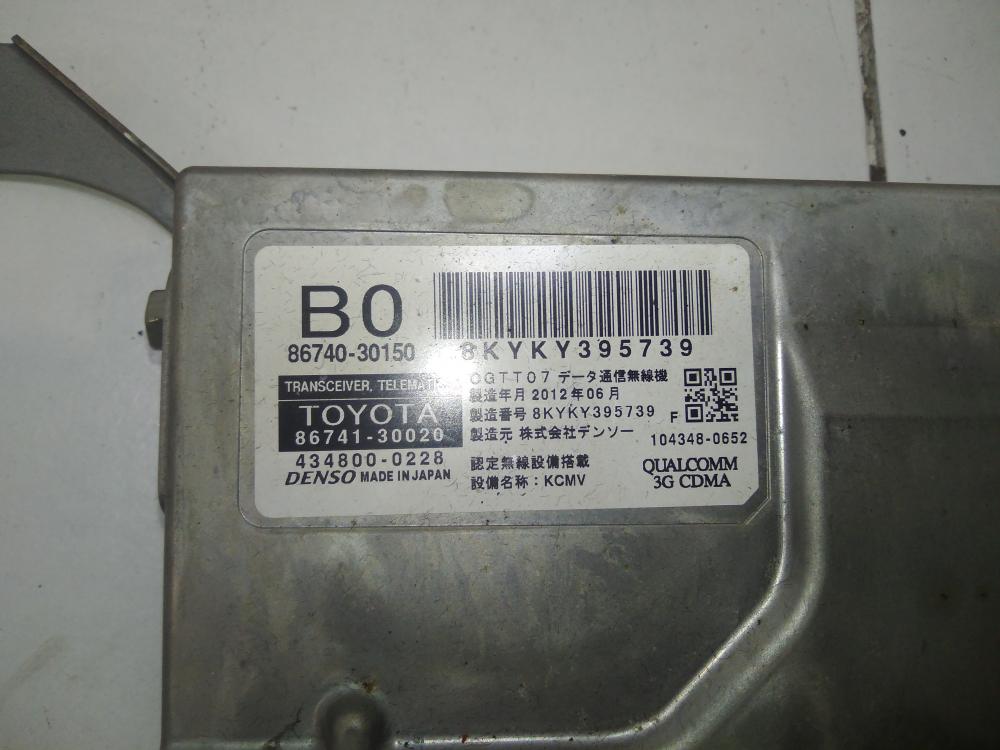 B0
8KYKY395739
86740-30150
TRANSCEIVER, TELEMATI
TOYOTA
86741-30020
434800-0228
DENSO MADE IN JAPAN
CGTT07 データ通信無線機
製造年月 2012年06月
製造番号 8KYKY395739
F
製造元 株式会社デンソー
104348-0652
認定無線設備搭載
設備名称：KCMV
QUALCOMM
3G CDMA